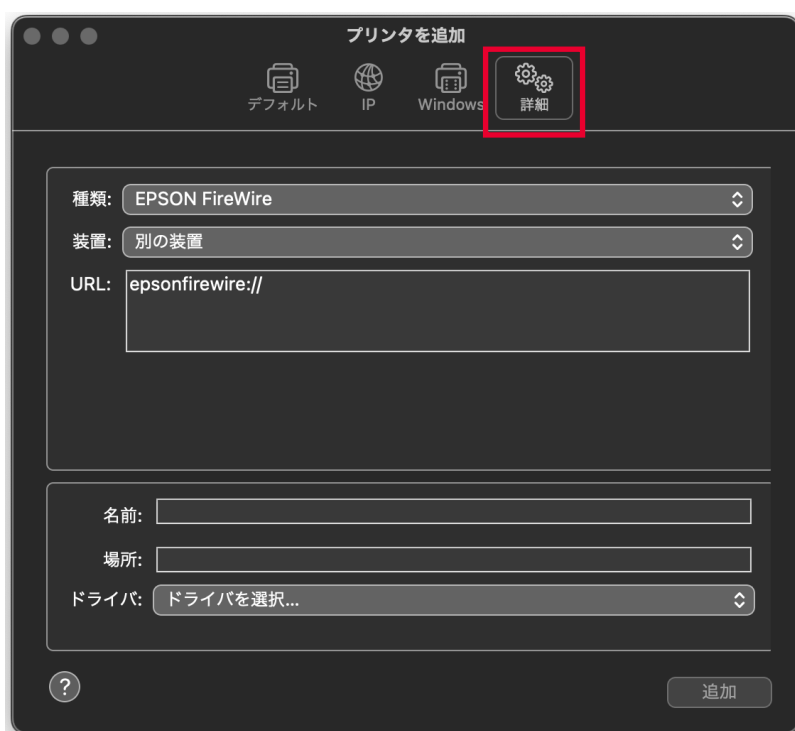 プリンタを追加
デフォルト IP Windows 詳細
種類: EPSON FireWire
装置: 別の装置
URL: epsonfirewire://
名前:
場所:
ドライバ: ドライバを選択...
? 追加